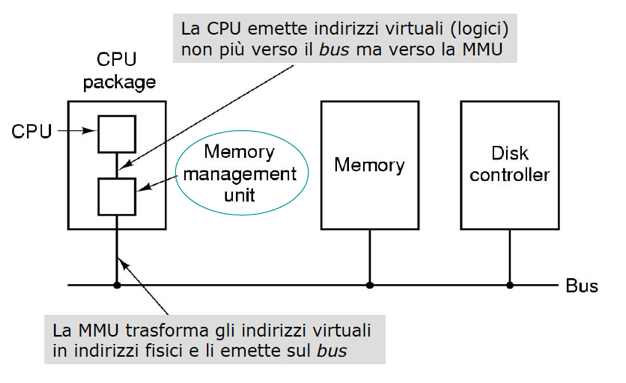 La CPU emette indirizzi virtuali (logici)
non più verso il bus ma verso la MMU
CPU
package
CPU
Memory
management
unit
Memory
Disk
controller
Bus
La MMU trasforma gli indirizzi virtuali
in indirizzi fisici e li emette sul bus